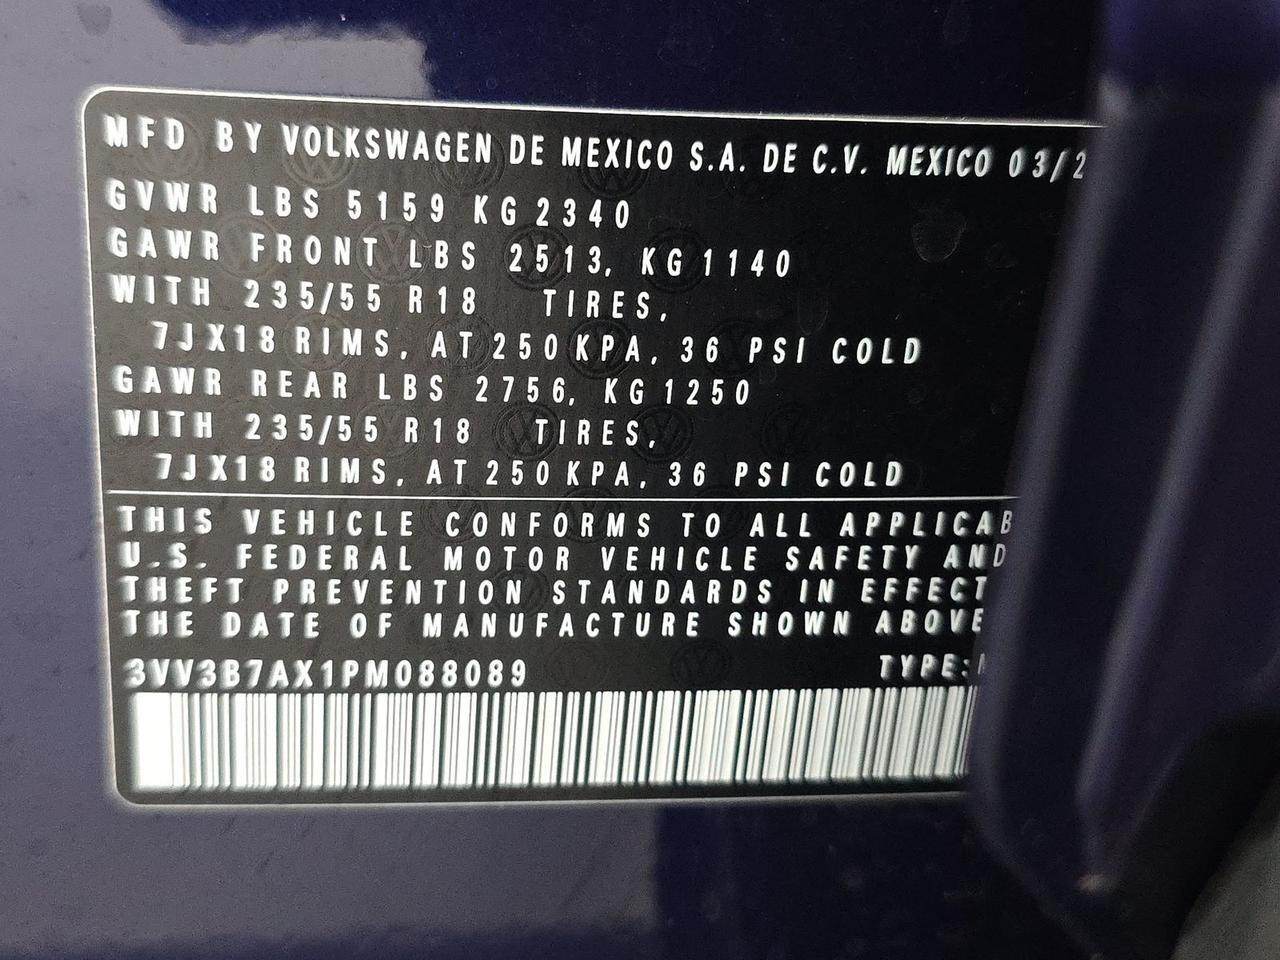 MFD BY VOLKSWAGEN DE MEXICO S.A. DE C.V. MEXICO 03/2
GVWR LBS 5159 KG 2340
GAWR FRONT LBS 2513, KG 1140
WITH 235/55 R18 TIRES,
7JX18 RIMS, AT 250 KPA, 36 PSI COLD
GAWR REAR LBS 2756, KG 1250
WITH 235/55 R18 TIRES,
7JX18 RIMS, AT 250 KPA, 36 PSI COLD
THIS VEHICLE CONFORMS TO ALL APPLICAB
U.S. FEDERAL MOTOR VEHICLE SAFETY AND
THEFT PREVENTION STANDARDS IN EFFECT
THE DATE OF MANUFACTURE SHOWN ABOVE
3VV3B7AX1PM088089 TYPE: